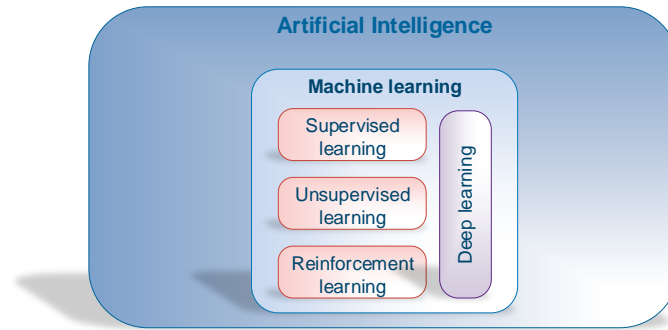 Artificial Intelligence
Machine learning
Supervised
learning
Unsupervised
learning
Reinforcement
learning
Deep learning